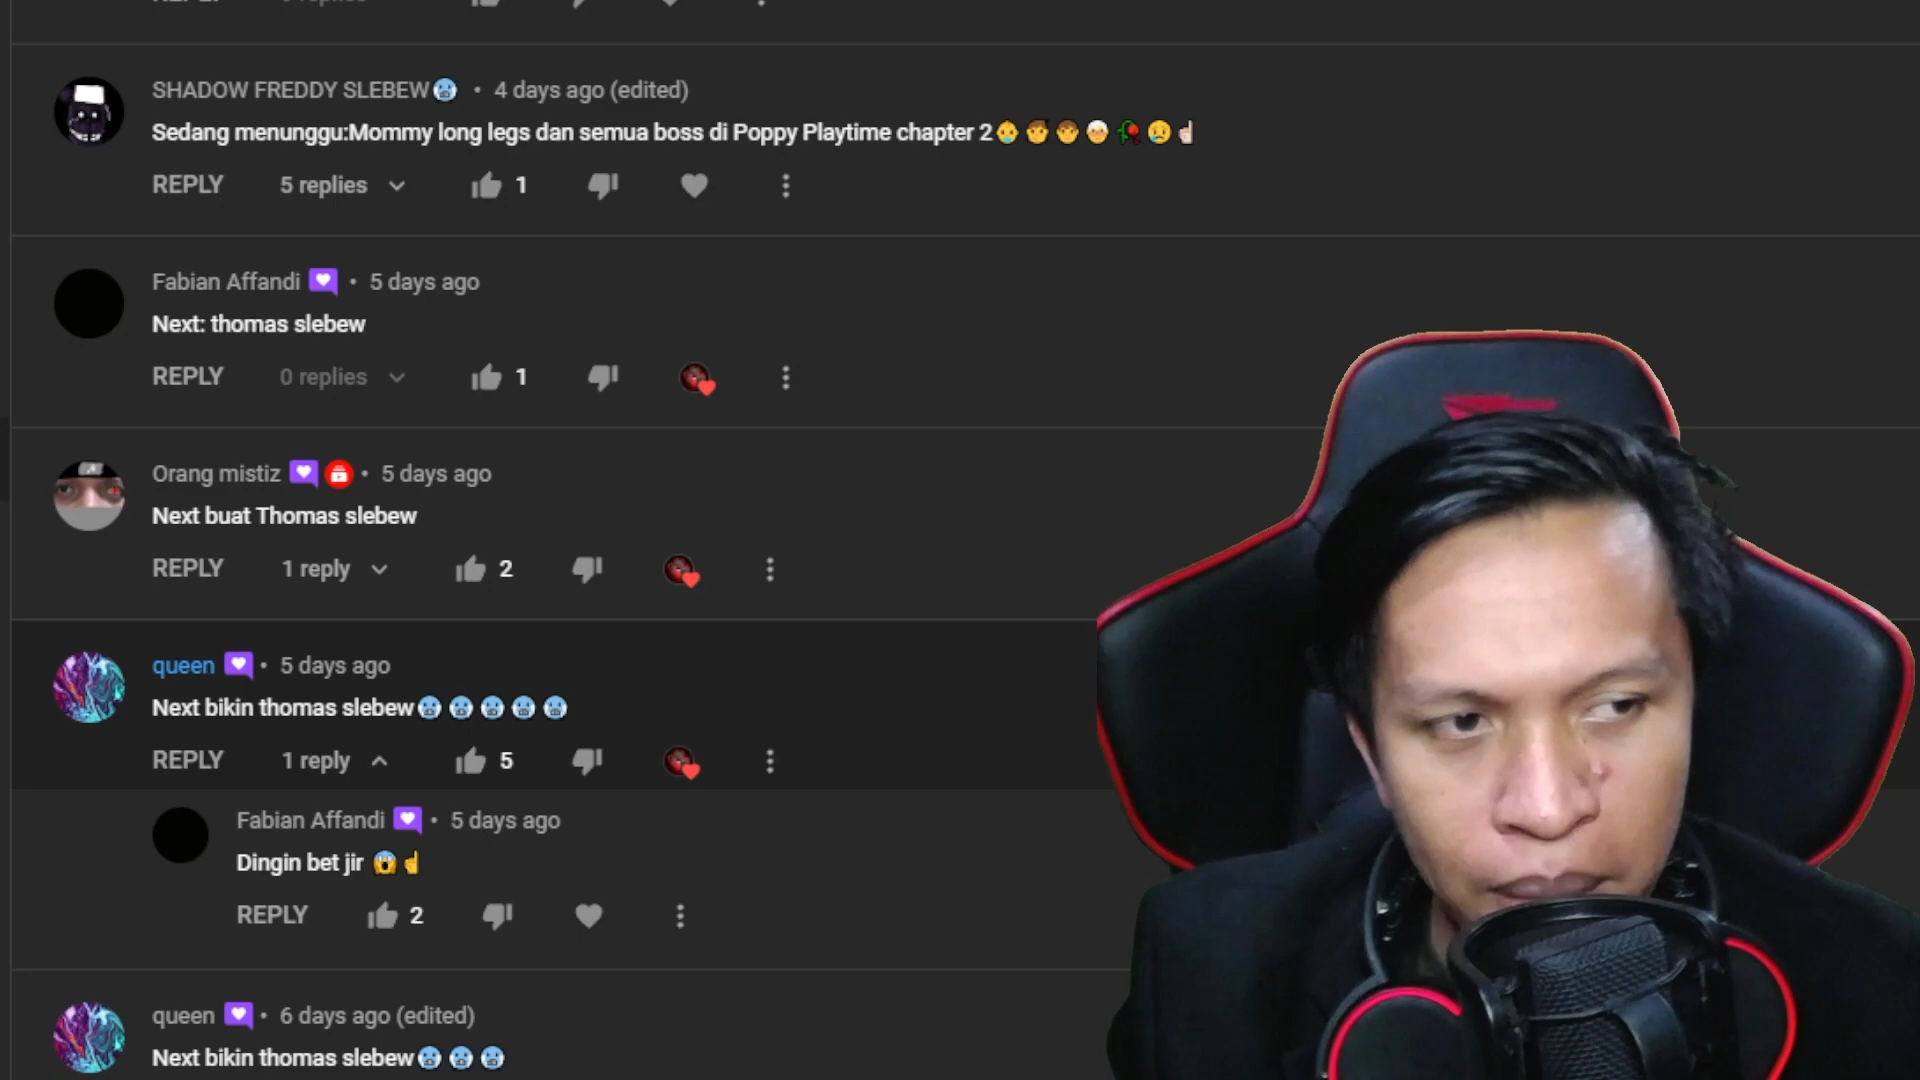 SHADOW FREDDY SLEBEW🥶 • 4 days ago (edited)
Sedang menunggu:Mommy long legs dan semua boss di Poppy Playtime chapter 2
REPLY 5 replies 1
Fabian Affandi • 5 days ago
Next: thomas slebew
REPLY 0 replies 1
Orang mistiz • 5 days ago
Next buat Thomas slebew
REPLY 1 reply 2
queen • 5 days ago
Next bikin thomas slebew🥶🥶🥶🥶🥶
REPLY 1 reply 5
Fabian Affandi • 5 days ago
Dingin bet jir 😱☝
REPLY 2
queen • 6 days ago (edited)
Next bikin thomas slebew🥶🥶🥶